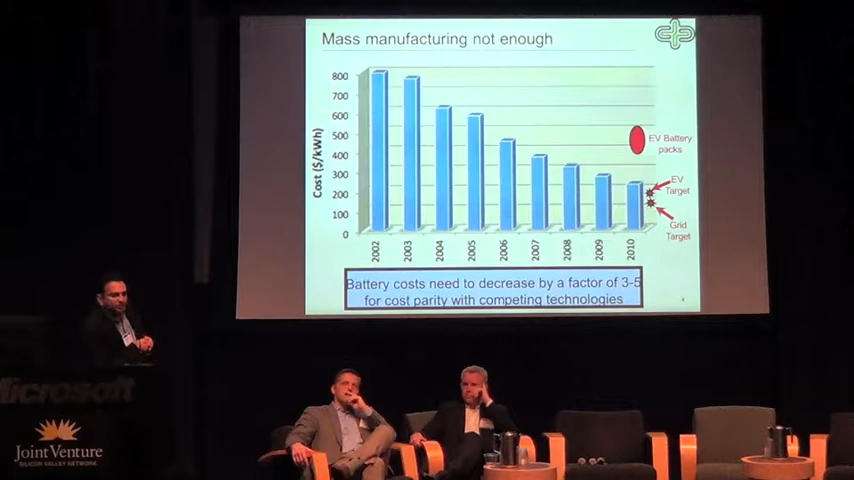 Mass manufacturing not enough
Cost ($/kWh)
800
700
600
500
400
300
200
100
0
2002
2003
2004
2005
2006
2007
2008
2009
2010
EV Battery
packs
EV
Target
Grid
Target
Battery costs need to decrease by a factor of 3-5
for cost parity with competing technologies
Microsoft
Joint Venture
SILICON VALLEY NETWORK